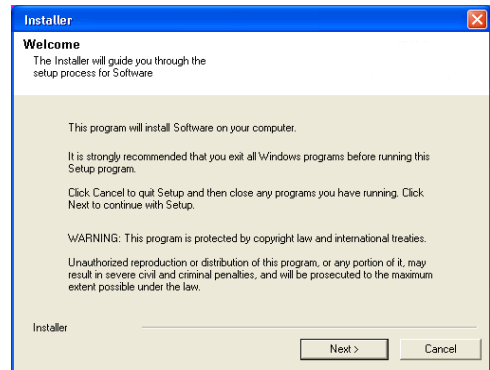 Installer
Welcome
The Installer will guide you through the
setup process for Software
This program will install Software on your computer.
It is strongly recommended that you exit all Windows programs before running this
Setup program.
Click Cancel to quit Setup and then close any programs you have running. Click
Next to continue with Setup.
WARNING: This program is protected by copyright law and international treaties.
Unauthorized reproduction or distribution of this program, or any portion of it, may
result in severe civil and criminal penalties, and will be prosecuted to the maximum
extent possible under the law.
Installer
Next >
Cancel